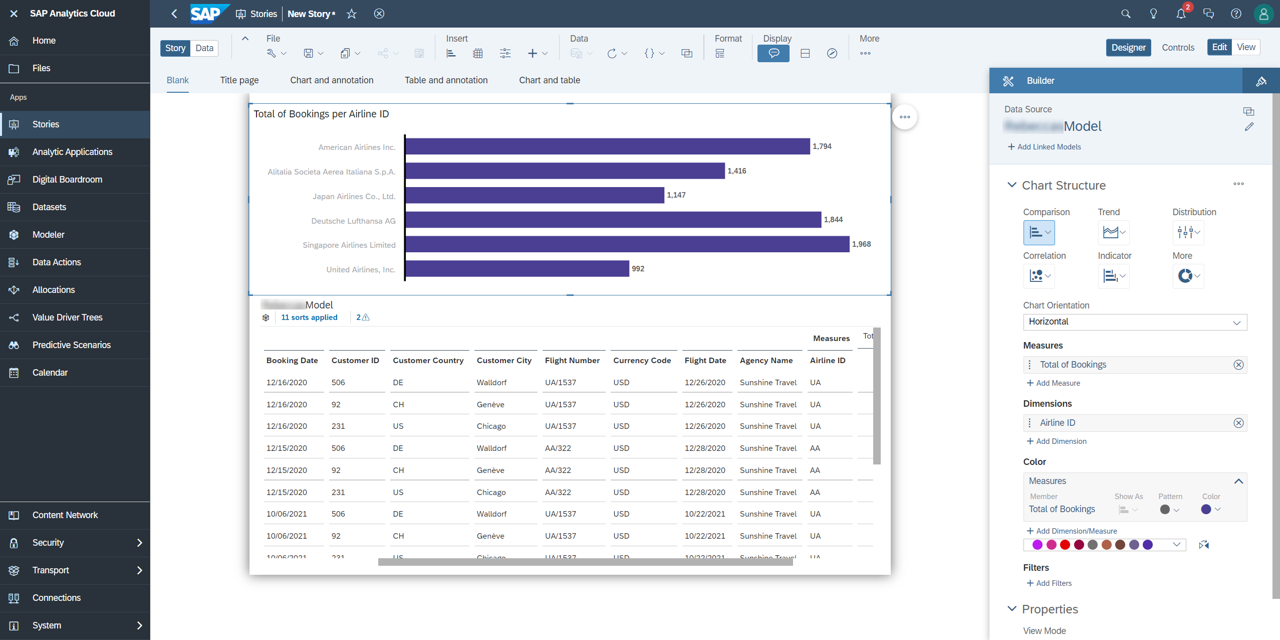 SAP Analytics Cloud
Home
Files
Apps
Stories
Analytic Applications
Digital Boardroom
Datasets
Modeler
Data Actions
Allocations
Value Driver Trees
Predictive Scenarios
Calendar
Content Network
Security
Transport
Connections
System
SAP Stories New Story*
2
Story Data
File Insert Data Format Display More
Designer Controls Edit View
Blank Title page Chart and annotation Table and annotation Chart and table
Total of Bookings per Airline ID
American Airlines Inc. 1,794
Alitalia Societa Aerea Italiana S.p.A. 1,416
Japan Airlines Co., Ltd. 1,147
Deutsche Lufthansa AG 1,844
Singapore Airlines Limited 1,968
United Airlines, Inc. 992
Model
11 sorts applied 2
Measures Tot
Booking Date Customer ID Customer Country Customer City Flight Number Currency Code Flight Date Agency Name Airline ID
12/16/2020 506 DE Walldorf UA/1537 USD 12/26/2020 Sunshine Travel UA
12/16/2020 92 CH Genève UA/1537 USD 12/26/2020 Sunshine Travel UA
12/16/2020 231 US Chicago UA/1537 USD 12/26/2020 Sunshine Travel UA
12/15/2020 506 DE Walldorf AA/322 USD 12/28/2020 Sunshine Travel AA
12/15/2020 92 CH Genève AA/322 USD 12/28/2020 Sunshine Travel AA
12/15/2020 231 US Chicago AA/322 USD 12/28/2020 Sunshine Travel AA
10/06/2021 506 DE Walldorf UA/1537 USD 10/22/2021 Sunshine Travel UA
10/06/2021 92 CH Genève UA/1537 USD 10/22/2021 Sunshine Travel UA
10/06/2021 231 US Chicago UA/1537 USD 10/22/2021 Sunshine Travel UA
Builder
Data Source
Model
+ Add Linked Models
Chart Structure
Comparison Trend Distribution
Correlation Indicator More
Chart Orientation
Horizontal
Measures
Total of Bookings
+ Add Measure
Dimensions
Airline ID
+ Add Dimension
Color
Measures
Member Show As Pattern Color
Total of Bookings
+ Add Dimension/Measure
Filters
+ Add Filters
Properties
View Mode